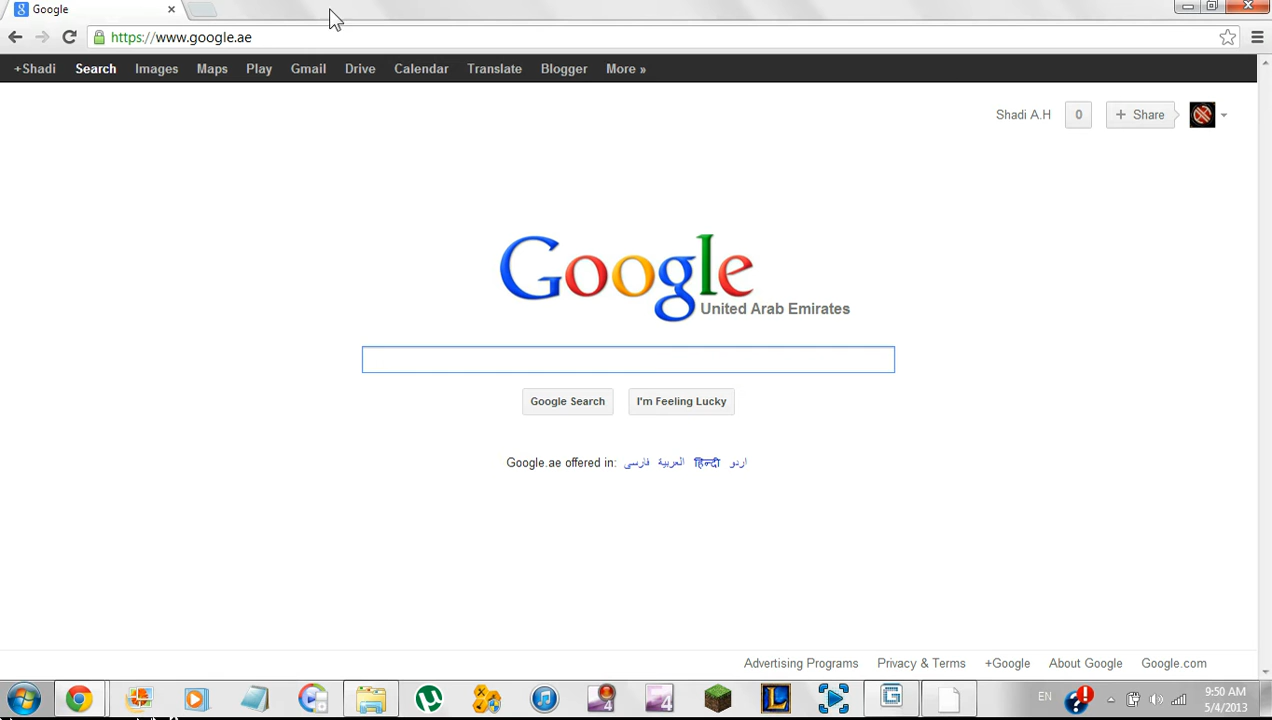 Google
https://www.google.ae
+Shadi Search Images Maps Play Gmail Drive Calendar Translate Blogger More »
Shadi A.H 0 + Share
Google
United Arab Emirates
Google Search I'm Feeling Lucky
Google.ae offered in: فارسی العربية हिन्दी اردو
Advertising Programs Privacy & Terms +Google About Google Google.com
EN 9:50 AM
5/4/2013